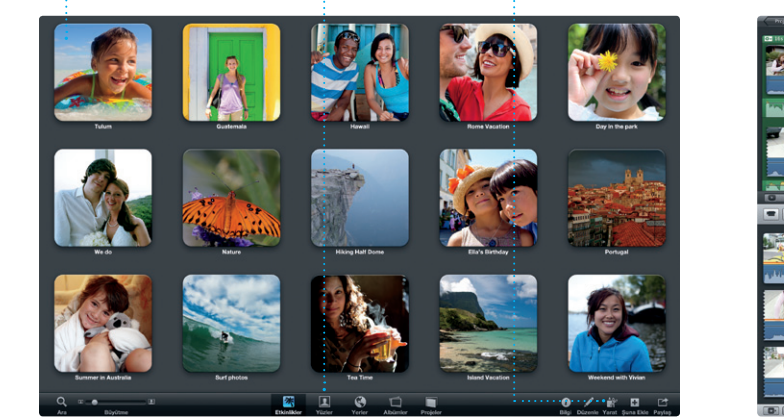 Tulum
Guatemala
Hawaii
Rome Vacation
Day in the park
We do
Nature
Hiking Half Dome
Ella's Birthday
Portugal
Summer in Australia
Surf photos
Tea Time
Island Vacation
Weekend with Vivian
Ara Büyütme Etkinlikler Yüzler Yerler Albümler Projeler Bilgi Düzenle Yarat Şuna Ekle Paylaş